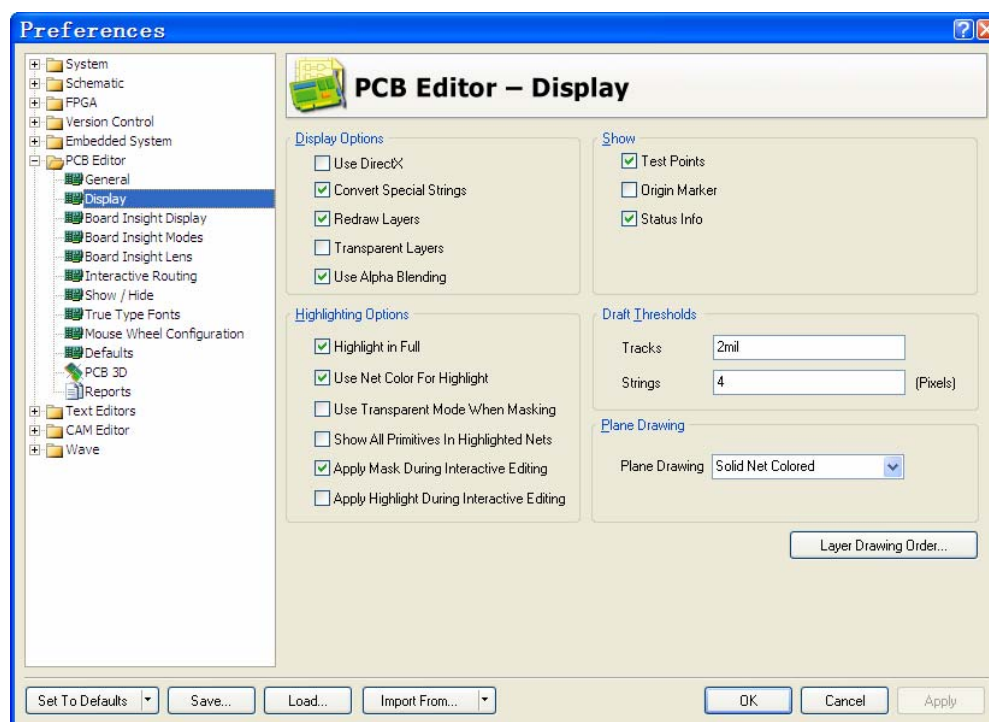 Preferences
System
Schematic
FPGA
Version Control
Embedded System
PCB Editor
General
Display
Board Insight Display
Board Insight Modes
Board Insight Lens
Interactive Routing
Show / Hide
True Type Fonts
Mouse Wheel Configuration
Defaults
PCB 3D
Reports
Text Editors
CAM Editor
Wave
PCB Editor – Display
Display Options
Use DirectX
Convert Special Strings
Redraw Layers
Transparent Layers
Use Alpha Blending
Show
Test Points
Origin Marker
Status Info
Highlighting Options
Highlight in Full
Use Net Color For Highlight
Use Transparent Mode When Masking
Show All Primitives In Highlighted Nets
Apply Mask During Interactive Editing
Apply Highlight During Interactive Editing
Draft Thresholds
Tracks 2mil
Strings 4 (Pixels)
Plane Drawing
Plane Drawing Solid Net Colored
Layer Drawing Order...
Set To Defaults Save... Load... Import From... OK Cancel Apply